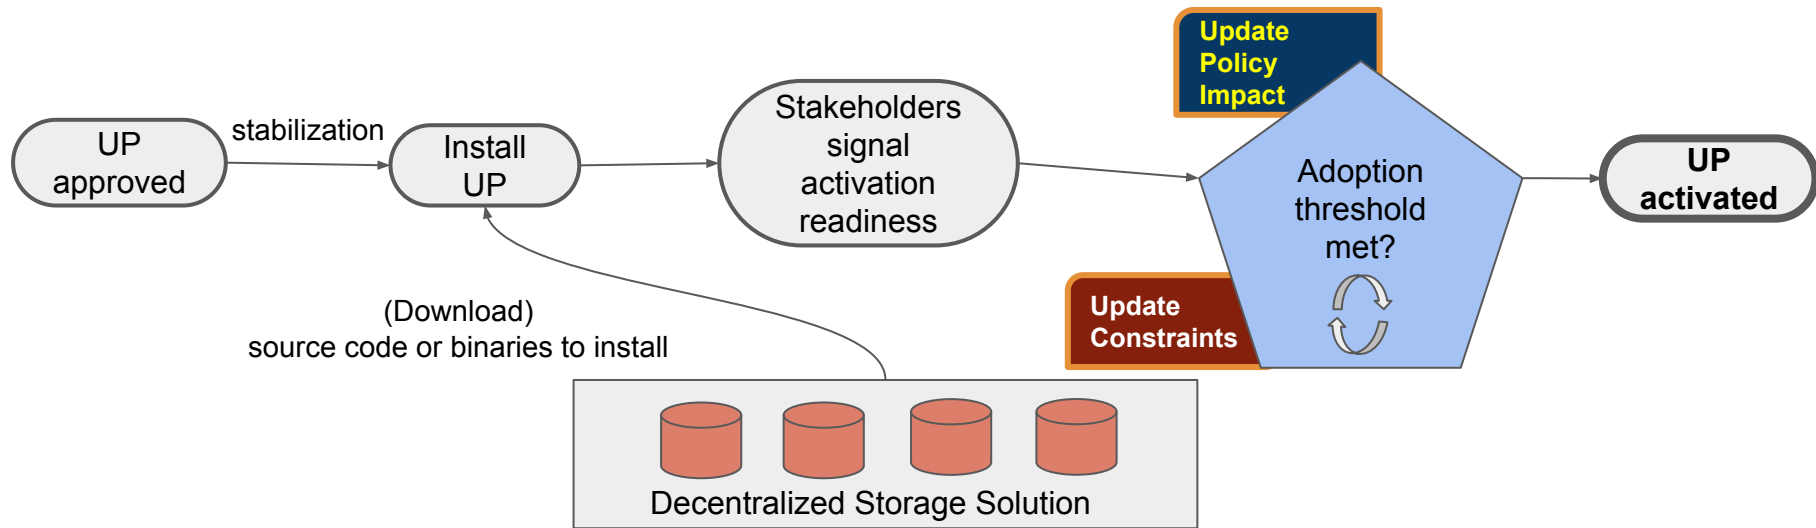 UP
approved
stabilization
Install
UP
Stakeholders
signal
activation
readiness
Update
Policy
Impact
Adoption
threshold
met?
Update
Constraints
UP
activated
(Download)
source code or binaries to install
Decentralized Storage Solution